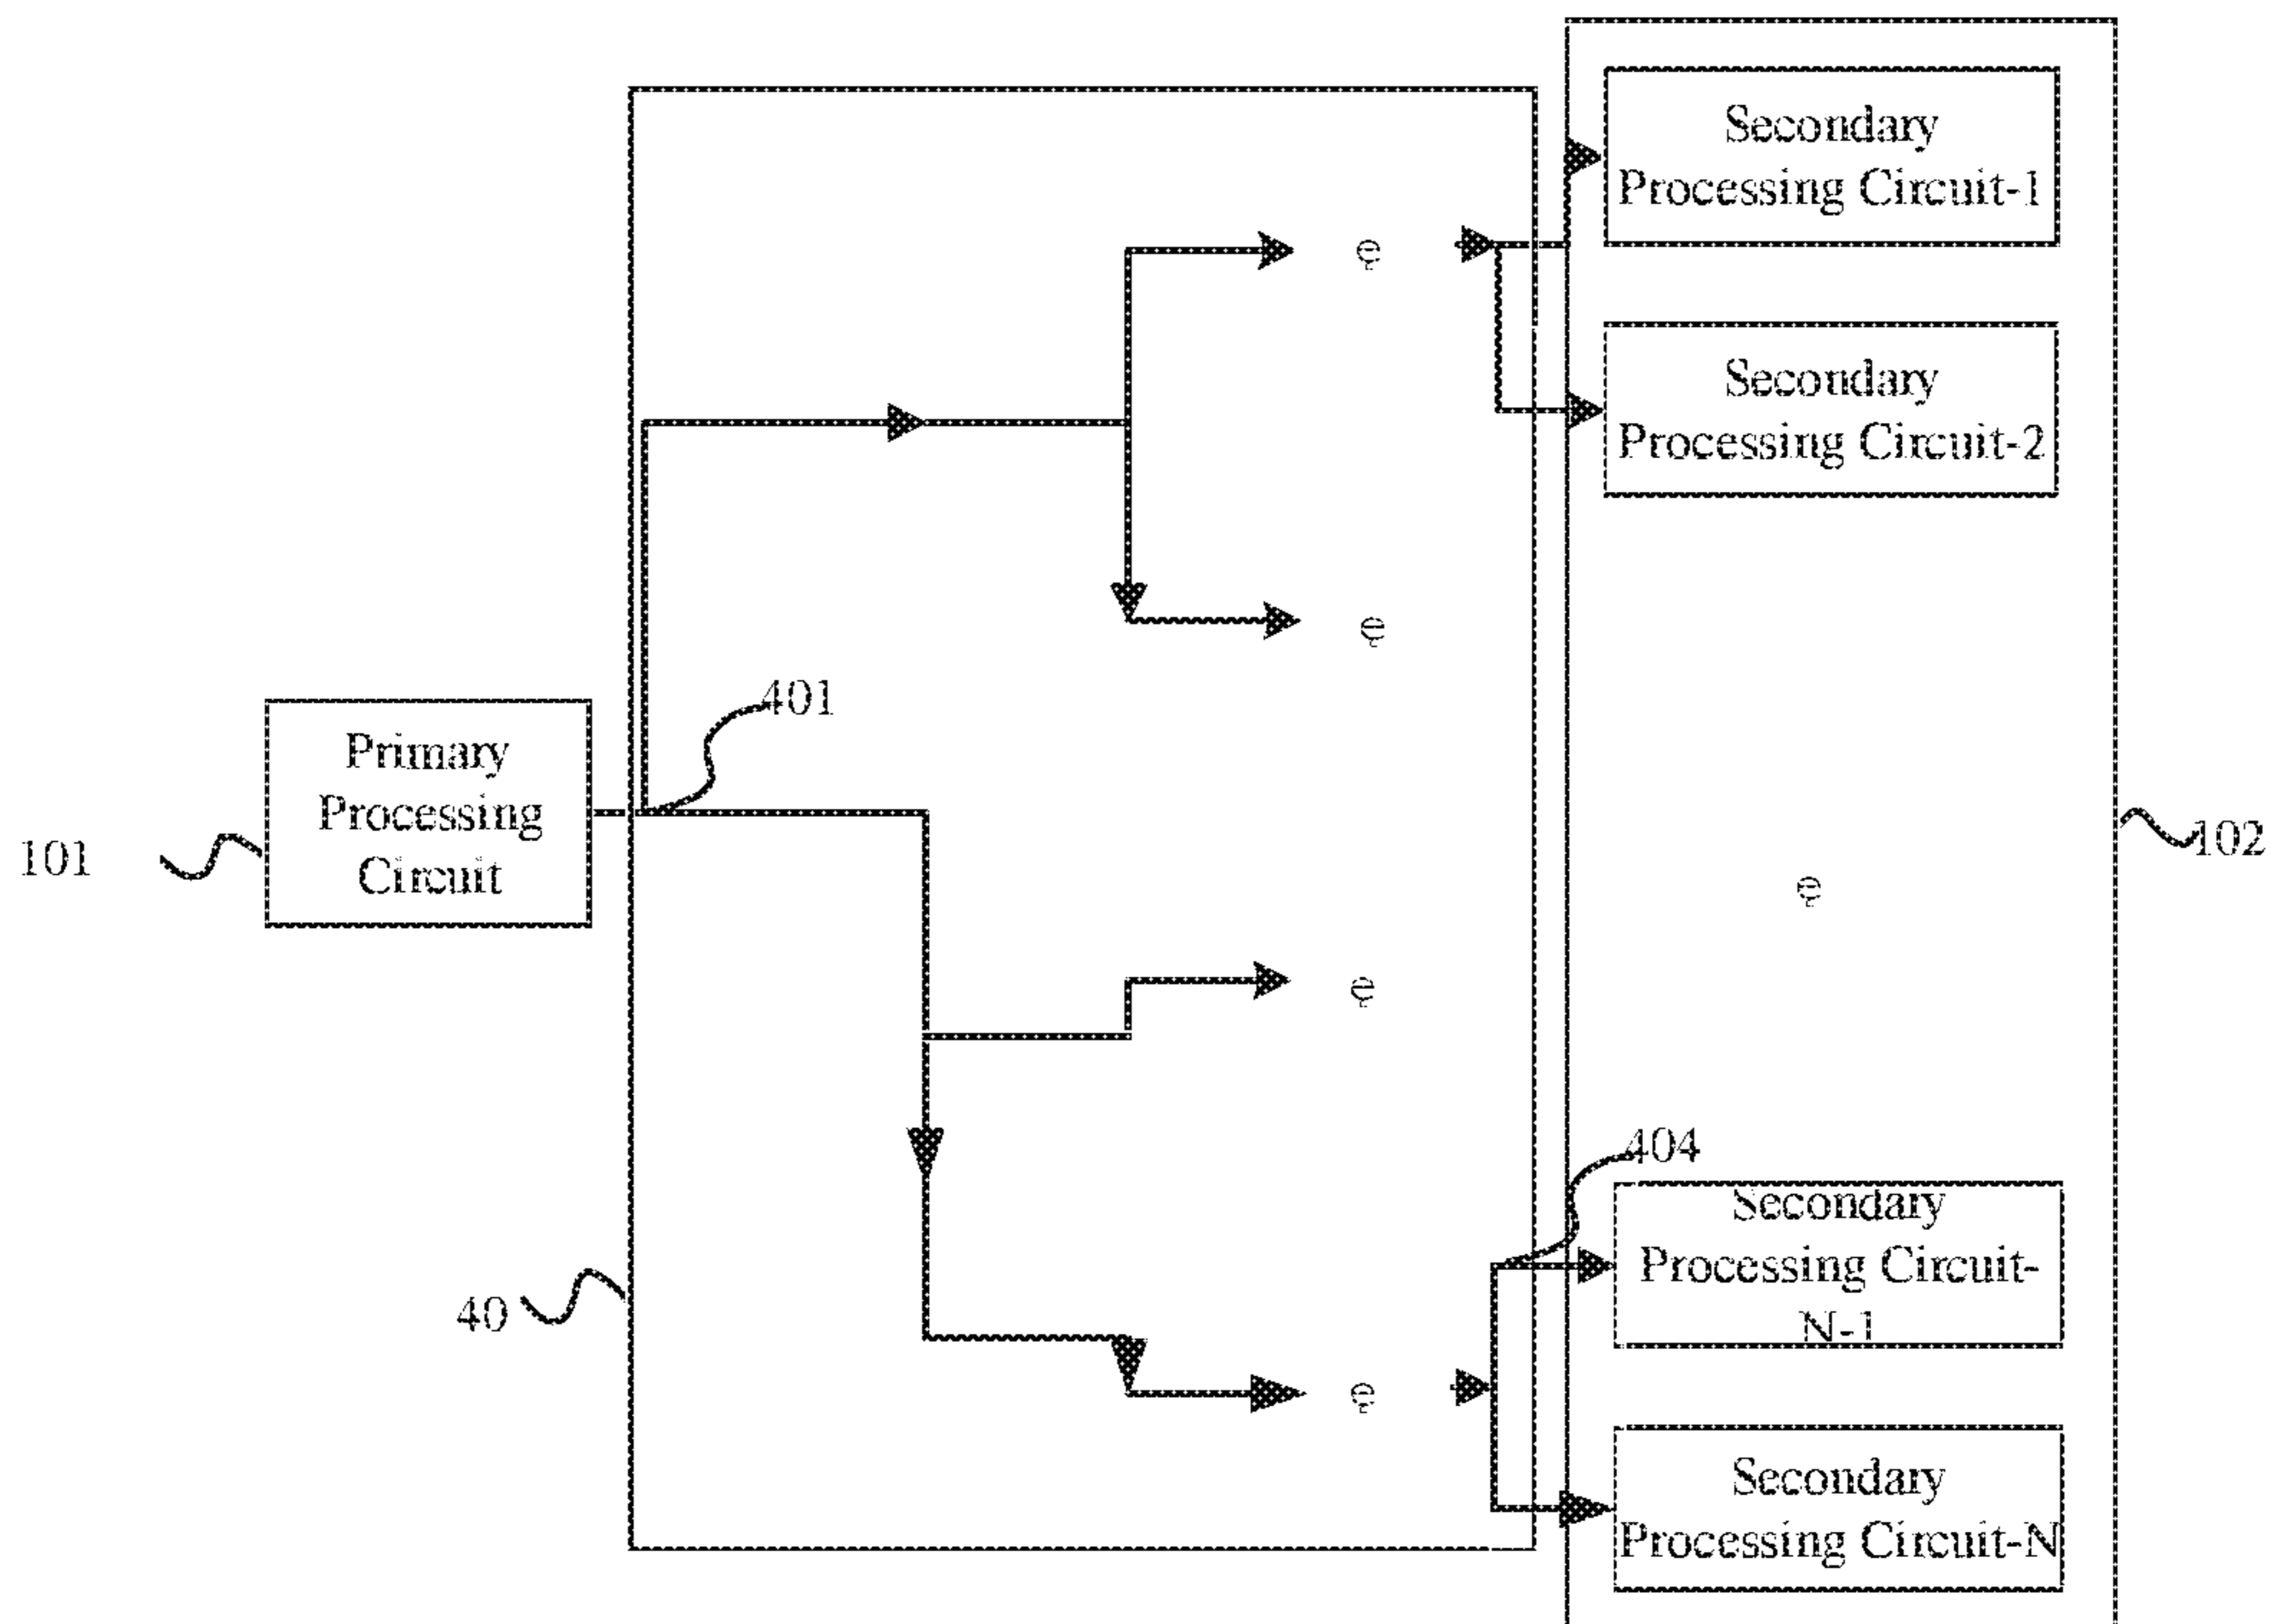 Secondary
Processing Circuit-1
Secondary
Processing Circuit-2
401
Primary
Processing
Circuit
101
102
404
Secondary
Processing Circuit-
N-1
40
Secondary
Processing Circuit-N